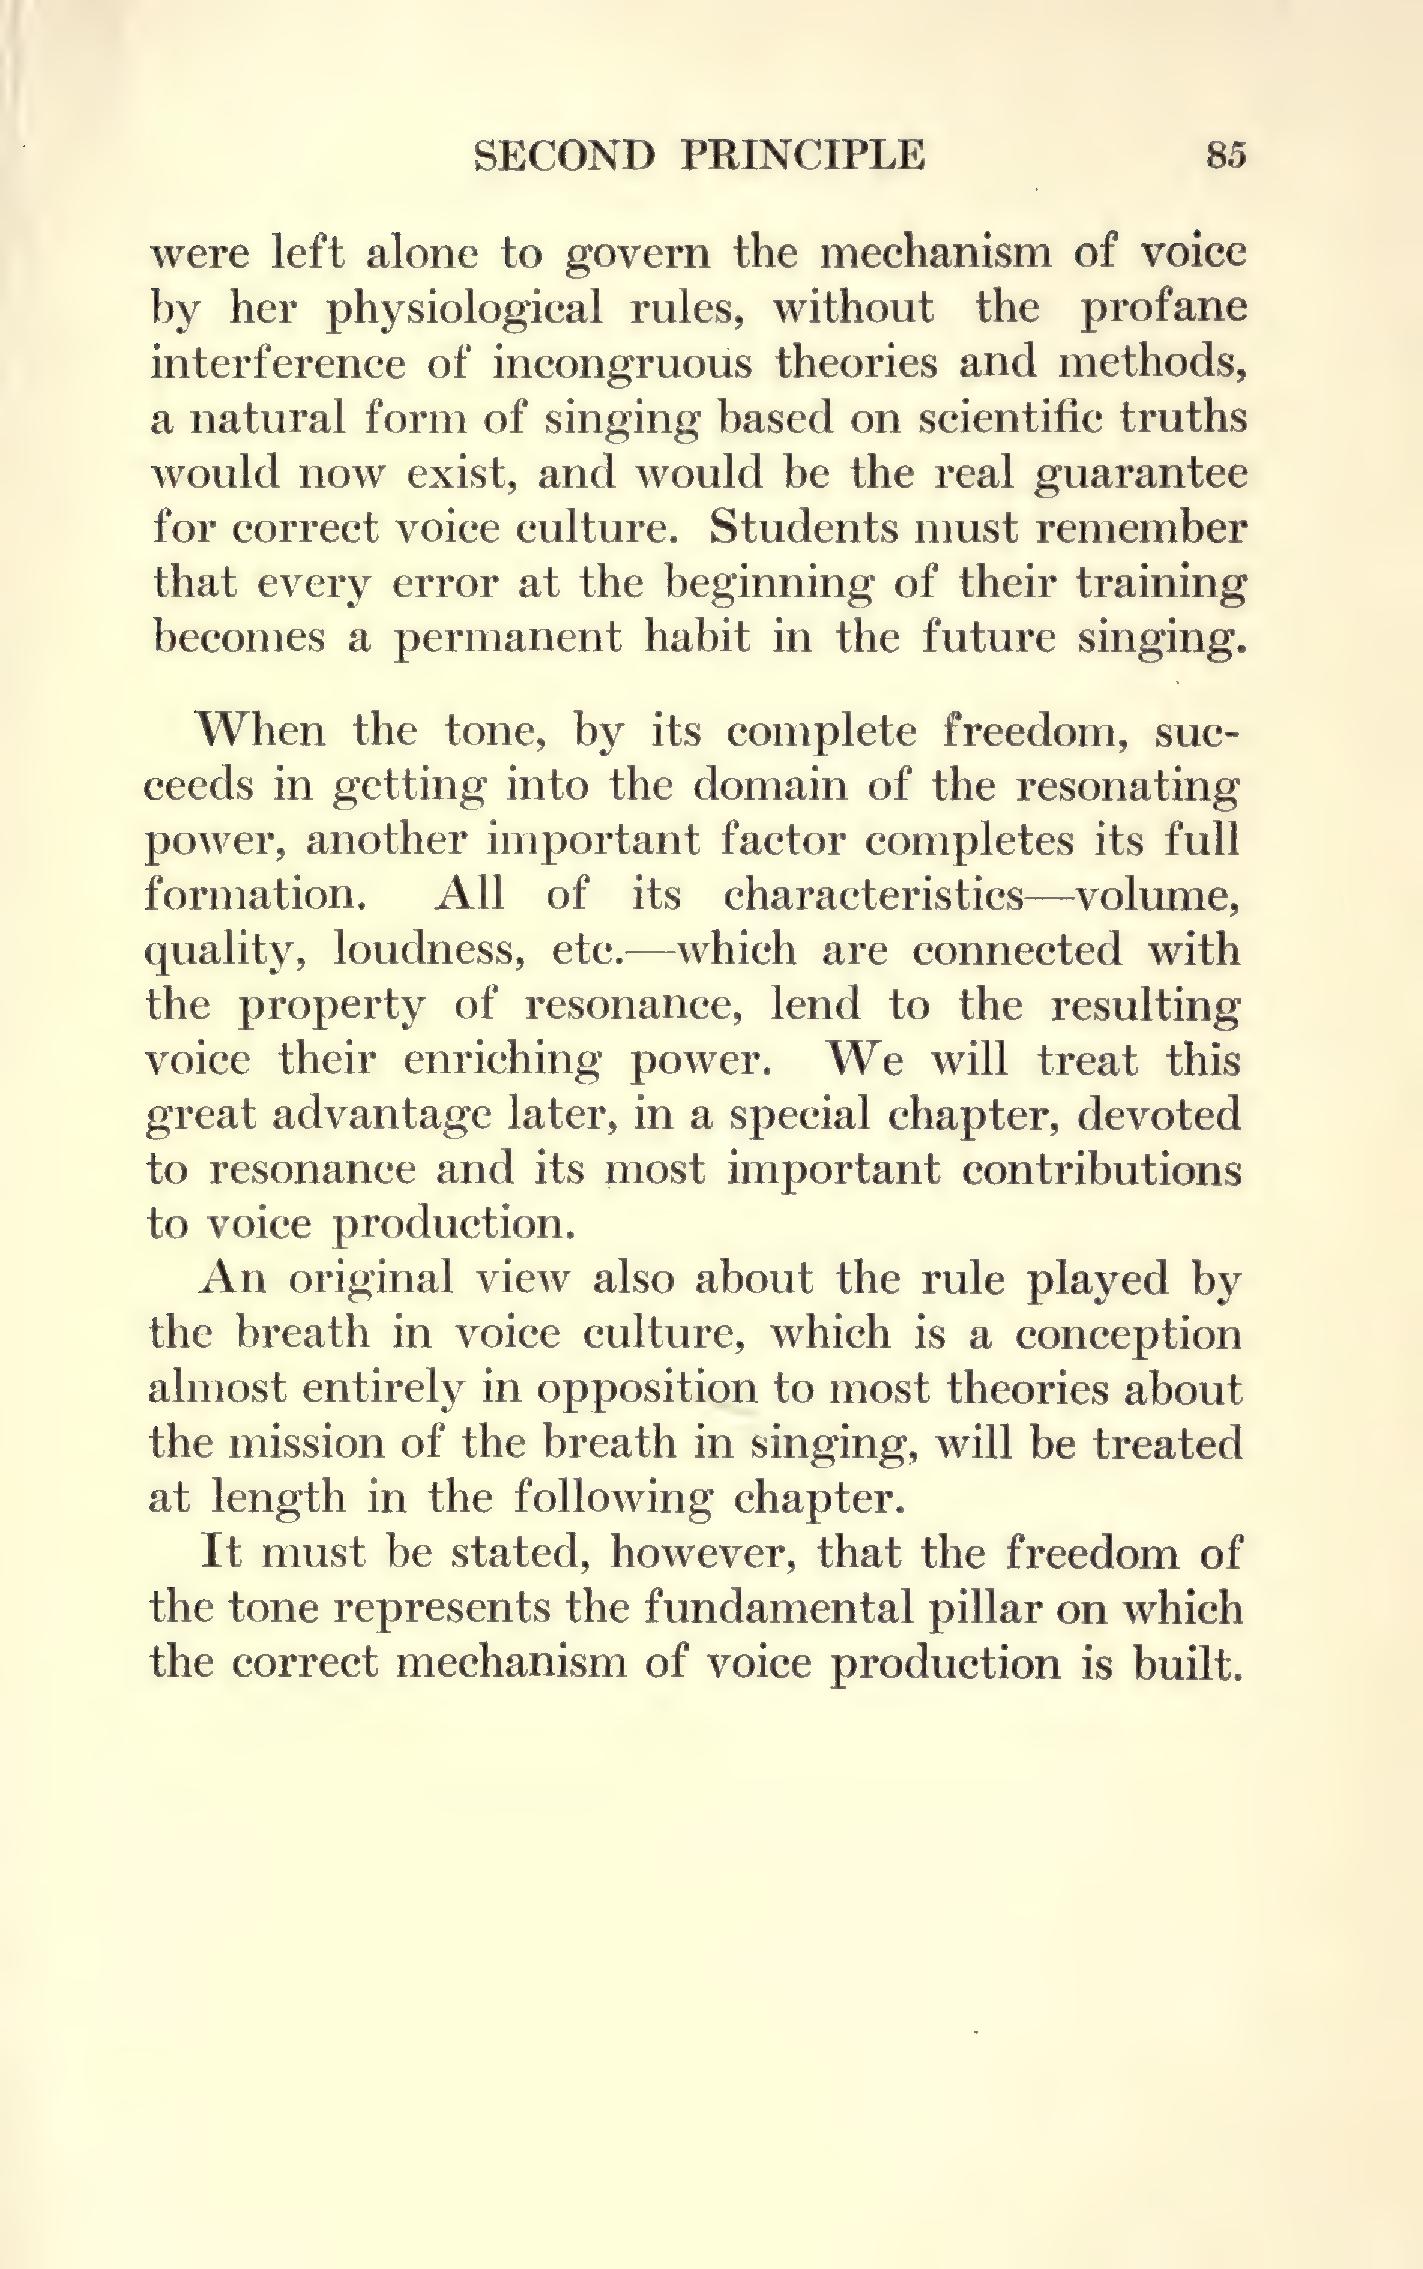 SECOND PRINCIPLE 85
were left alone to govern the mechanism of voice
by her physiological rules, without the profane
interference of incongruous theories and methods,
a natural form of singing based on scientific truths
would now exist, and would be the real guarantee
for correct voice culture. Students must remember
that every error at the beginning of their training
becomes a permanent habit in the future singing.
When the tone, by its complete freedom, suc-
ceeds in getting into the domain of the resonating
power, another important factor completes its full
formation. All of its characteristics—volume,
quality, loudness, etc.—which are connected with
the property of resonance, lend to the resulting
voice their enriching power. We will treat this
great advantage later, in a special chapter, devoted
to resonance and its most important contributions
to voice production.
An original view also about the rule played by
the breath in voice culture, which is a conception
almost entirely in opposition to most theories about
the mission of the breath in singing, will be treated
at length in the following chapter.
It must be stated, however, that the freedom of
the tone represents the fundamental pillar on which
the correct mechanism of voice production is built.